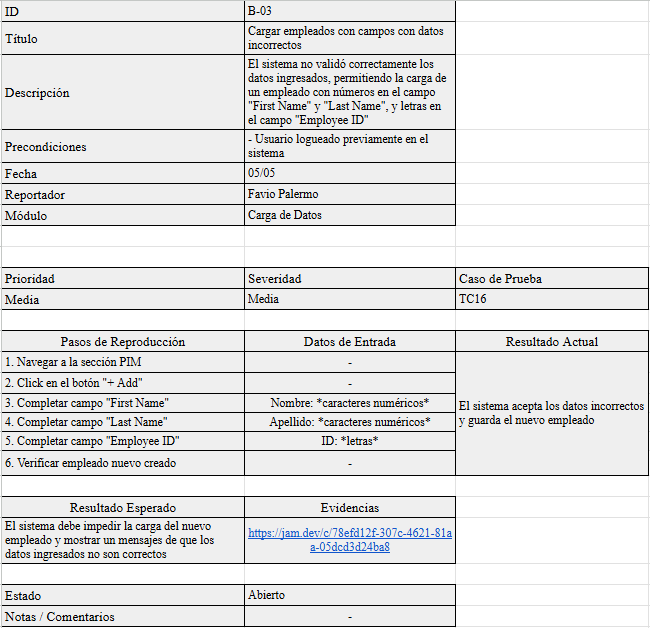 ID B-03
Título Cargar empleados con campos con datos
incorrectos
Descripción El sistema no validó correctamente los
datos ingresados, permitiendo la carga de
un empleado con números en el campo
"First Name" y "Last Name", y letras en
el campo "Employee ID"
Precondiciones - Usuario logueado previamente en el
sistema
Fecha 05/05
Reportador Favio Palermo
Módulo Carga de Datos
Prioridad Severidad Caso de Prueba
Media Media TC16
Pasos de Reproducción Datos de Entrada Resultado Actual
1. Navegar a la sección PIM -
2. Click en el botón "+ Add" -
3. Completar campo "First Name" Nombre: *caracteres numéricos*
4. Completar campo "Last Name" Apellido: *caracteres numéricos*
5. Completar campo "Employee ID" ID: *letras*
6. Verificar empleado nuevo creado -
El sistema acepta los datos incorrectos
y guarda el nuevo empleado
Resultado Esperado Evidencias
El sistema debe impedir la carga del nuevo
empleado y mostrar un mensajes de que los
datos ingresados no son correctos
https://jam.dev/c/78efd12f-307c-4621-81a
a-05dcd3d24ba8
Estado Abierto
Notas / Comentarios -